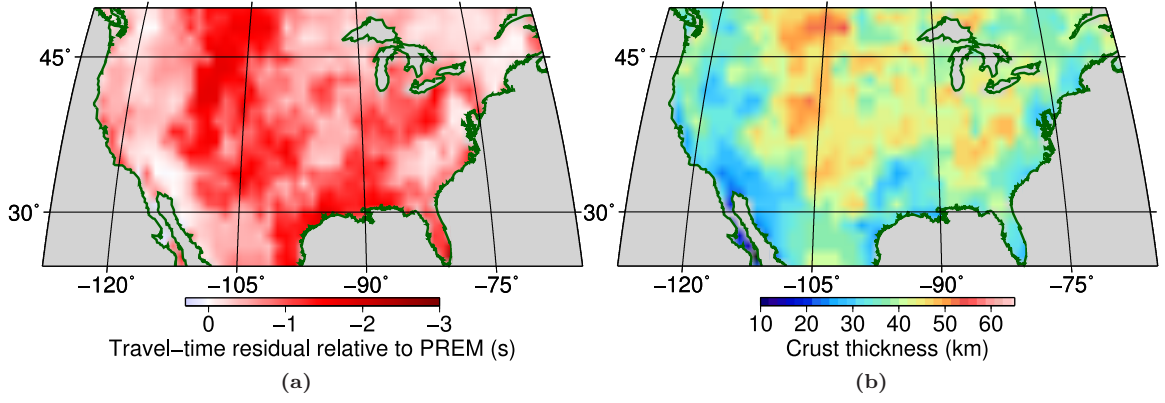 45˚
45˚
30˚
30˚
−120˚ −105˚ −90˚ −75˚
−120˚ −105˚ −90˚ −75˚
0 −1 −2 −3
10 20 30 40 50 60
Travel−time residual relative to PREM (s)
Crust thickness (km)
(a)
(b)